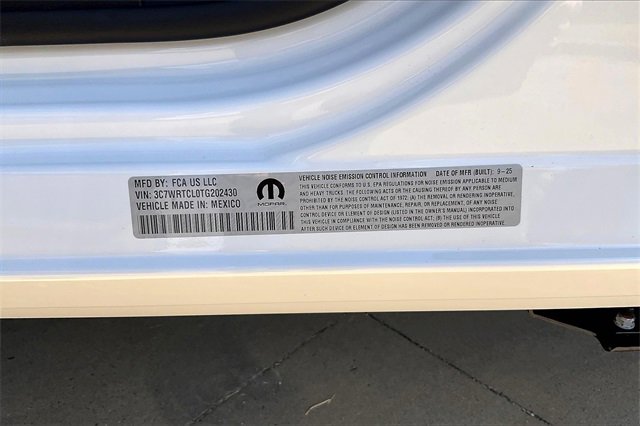 MFD BY: FCA US LLC
VIN: 3C7WRTCL0TG202430
VEHICLE MADE IN: MEXICO
MOPAR
VEHICLE NOISE EMISSION CONTROL INFORMATION DATE OF MFR (BUILT): 9-25
THIS VEHICLE CONFORMS TO U.S. EPA REGULATIONS FOR NOISE EMISSION APPLICABLE TO MEDIUM
AND HEAVY TRUCKS. THE FOLLOWING ACTS OR THE CAUSING THEREOF BY ANY PERSON ARE
PROHIBITED BY THE NOISE CONTROL ACT OF 1972: (A) THE REMOVAL OR RENDERING INOPERATIVE,
OTHER THAN FOR PURPOSES OF MAINTENANCE, REPAIR, OR REPLACEMENT, OF ANY NOISE
CONTROL DEVICE OR ELEMENT OF DESIGN (LISTED IN THE OWNER'S MANUAL) INCORPORATED INTO
THIS VEHICLE IN COMPLIANCE WITH THE NOISE CONTROL ACT; (B) THE USE OF THIS VEHICLE
AFTER SUCH DEVICE OR ELEMENT OF DESIGN HAS BEEN REMOVED OR RENDERED INOPERATIVE.